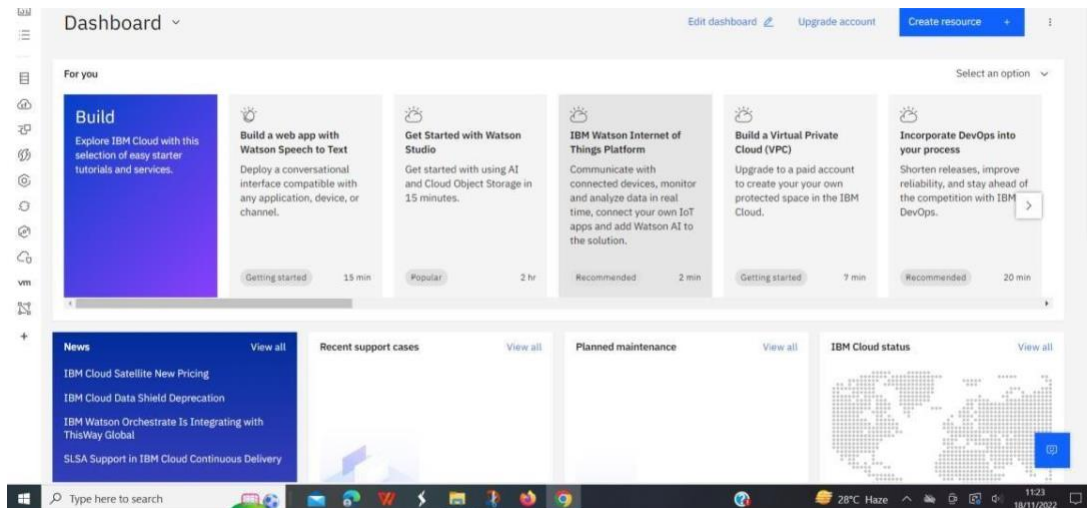 Dashboard
Edit dashboard
Upgrade account
Create resource +
For you
Select an option
Build
Explore IBM Cloud with this
selection of easy starter
tutorials and services.
Build a web app with
Watson Speech to Text
Deploy a conversational
interface compatible with
any application, device, or
channel.
Getting started 15 min
Get Started with Watson
Studio
Get started with using AI
and Cloud Object Storage in
15 minutes.
Popular 2 hr
IBM Watson Internet of
Things Platform
Communicate with
connected devices, monitor
and analyze data in real
time, connect your own IoT
apps and add Watson AI to
the solution.
Recommended 2 min
Build a Virtual Private
Cloud (VPC)
Upgrade to a paid account
to create your your own
protected space in the IBM
Cloud.
Getting started 7 min
Incorporate DevOps into
your process
Shorten releases, improve
reliability, and stay ahead of
the competition with IBM
DevOps.
Recommended 20 min
vm
News View all
IBM Cloud Satellite New Pricing
IBM Cloud Data Shield Deprecation
IBM Watson Orchestrate Is Integrating with
ThisWay Global
SLSA Support in IBM Cloud Continuous Delivery
Recent support cases View all
Planned maintenance View all
IBM Cloud status View all
Type here to search
28°C Haze
11:23
18/11/2022